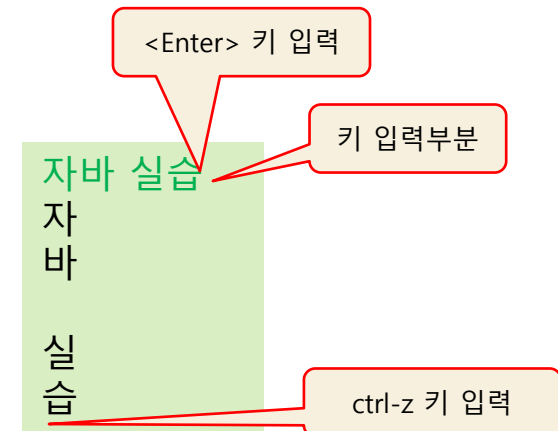 <Enter> 키 입력
키 입력부분
자바 실습
자
바
실
습
ctrl-z 키 입력